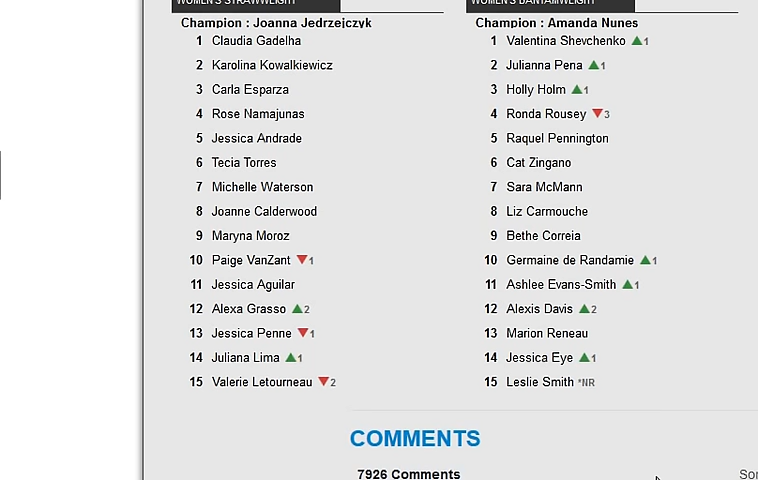 WOMEN'S STRAWWEIGHT
Champion : Joanna Jedrzejczyk
1 Claudia Gadelha
2 Karolina Kowalkiewicz
3 Carla Esparza
4 Rose Namajunas
5 Jessica Andrade
6 Tecia Torres
7 Michelle Waterson
8 Joanne Calderwood
9 Maryna Moroz
10 Paige VanZant 1
11 Jessica Aguilar
12 Alexa Grasso 2
13 Jessica Penne 1
14 Juliana Lima 1
15 Valerie Letourneau 2
WOMEN'S BANTAMWEIGHT
Champion : Amanda Nunes
1 Valentina Shevchenko 1
2 Julianna Pena 1
3 Holly Holm 1
4 Ronda Rousey 3
5 Raquel Pennington
6 Cat Zingano
7 Sara McMann
8 Liz Carmouche
9 Bethe Correia
10 Germaine de Randamie 1
11 Ashlee Evans-Smith 1
12 Alexis Davis 2
13 Marion Reneau
14 Jessica Eye 1
15 Leslie Smith *NR
COMMENTS
7926 Comments